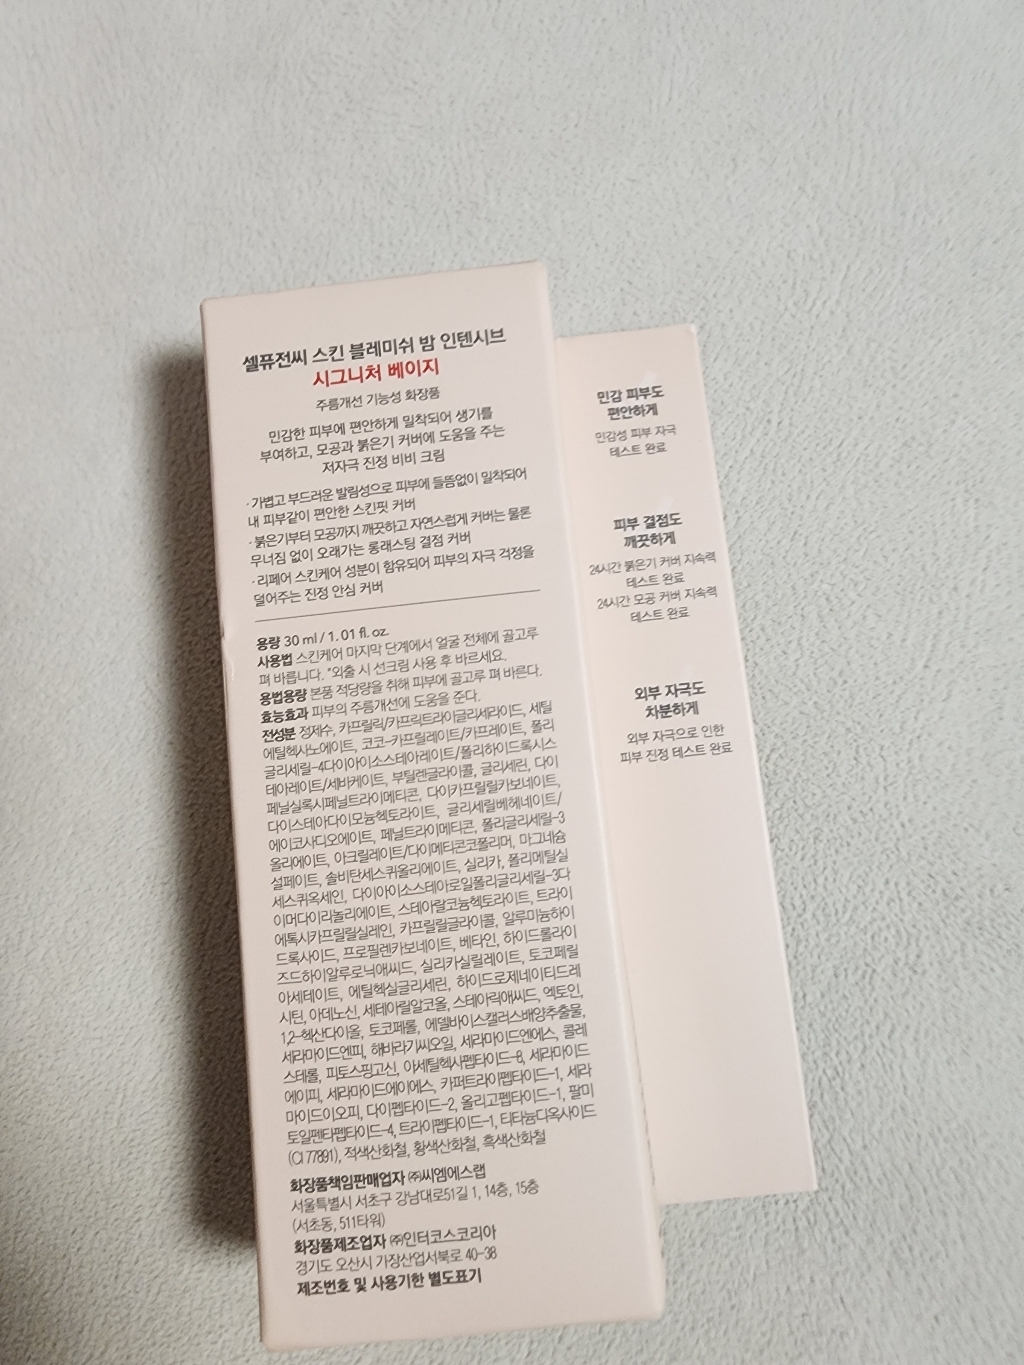 셀퓨전씨 스킨 블레미쉬 밤 인텐시브
시그니처 베이지
주름개선 기능성 화장품
민감한 피부에 편안하게 밀착되어 생기를
부여하고, 모공과 붉은기 커버에 도움을 주는
저자극 진정 비비 크림
· 가볍고 부드러운 발림성으로 피부에 들뜸없이 밀착되어
내 피부같이 편안한 스킨핏 커버
· 붉은기부터 모공까지 깨끗하고 자연스럽게 커버는 물론
무너짐 없이 오래가는 롱래스팅 결점 커버
· 리페어 스킨케어 성분이 함유되어 피부의 자극 걱정을
덜어주는 진정 안심 커버
용량 30 ml / 1. 01 fl. oz.
사용법 스킨케어 마지막 단계에서 얼굴 전체에 골고루
펴 바릅니다. *외출 시 선크림 사용 후 바르세요.
용법용량 본품 적당량을 취해 피부에 골고루 펴 바른다.
효능효과 피부의 주름개선에 도움을 준다.
전성분 정제수, 카프릴릭/카프릭트라이글리세라이드, 세틸
에틸헥사노에이트, 코코-카프릴레이트/카프레이트, 폴리
글리세릴-4다이아이소스테아레이트/폴리하이드록시스
테아레이트/세바케이트, 부틸렌글라이콜, 글리세린, 다이
페닐실록시페닐트라이메티콘, 다이카프릴릴카보네이트,
다이스테아다이모늄헥토라이트, 글리세릴베헤네이트/
에이코사디오에이트, 페닐트라이메티콘, 폴리글리세릴-3
올리에이트, 아크릴레이트/다이메티콘코폴리머, 마그네슘
설페이트, 솔비탄세스퀴올리에이트, 실리카, 폴리메틸실
세스퀴옥세인, 다이아이소스테아로일폴리글리세릴-3다
이머다이리놀리에이트, 스테아랄코늄헥토라이트, 트라이
에톡시카프릴릴실레인, 카프릴릴글라이콜, 알루미늄하이
드록사이드, 프로필렌카보네이트, 베타인, 하이드롤라이
즈드하이알루로닉애씨드, 실리카실릴레이트, 토코페릴
아세테이트, 에틸헥실글리세린, 하이드로제네이티드레
시틴, 아데노신, 세테아릴알코올, 스테아릭애씨드, 엑토인,
1,2-헥산다이올, 토코페롤, 에델바이스캘러스배양추출물,
세라마이드엔피, 해바라기씨오일, 세라마이드엔에스, 콜레
스테롤, 피토스핑고신, 아세틸헥사펩타이드-8, 세라마이드
에이피, 세라마이드에이에스, 카퍼트라이펩타이드-1, 세라
마이드이오피, 다이펩타이드-2, 올리고펩타이드-1, 팔미
토일펜타펩타이드-4, 트라이펩타이드-1, 티타늄디옥사이드
(CI 77891), 적색산화철, 황색산화철, 흑색산화철
화장품책임판매업자 ㈜씨엠에스랩
서울특별시 서초구 강남대로51길 1, 14층, 15층
(서초동, 511타워)
화장품제조업자 ㈜인터코스코리아
경기도 오산시 가장산업서북로 40-38
제조번호 및 사용기한 별도표기
민감 피부도
편안하게
민감성 피부 자극
테스트 완료
피부 결점도
깨끗하게
24시간 붉은기 커버 지속력
테스트 완료
24시간 모공 커버 지속력
테스트 완료
외부 자극도
차분하게
외부 자극으로 인한
피부 진정 테스트 완료